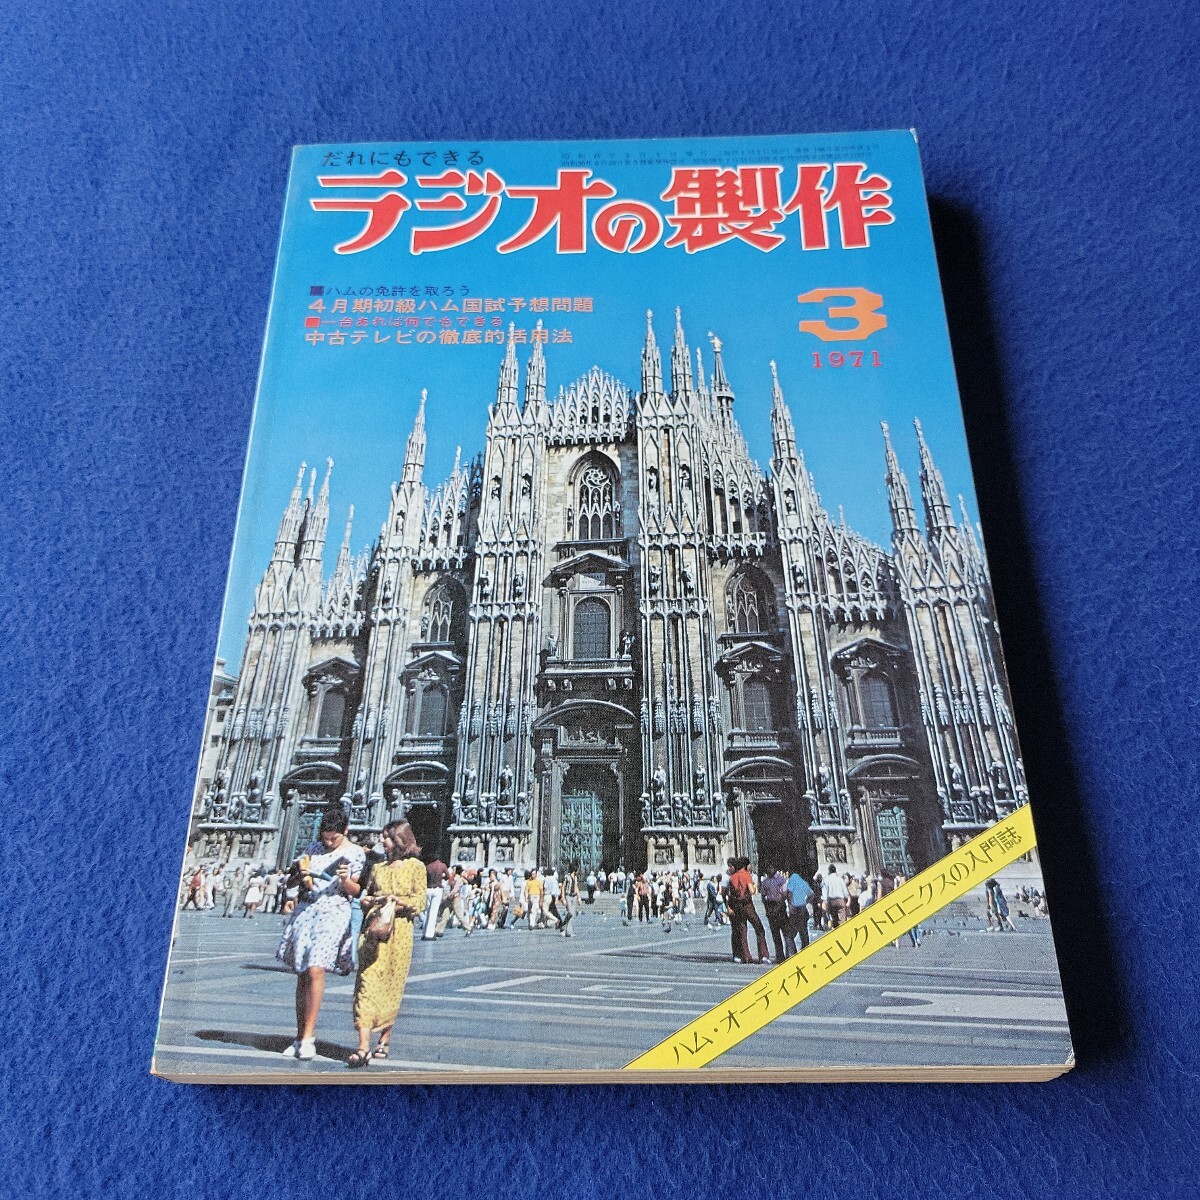 だれにもできる
ラジオの製作
■ハムの免許を取ろう
4月期初級ハム国試予想問題
■一台あれば何でもできる
中古テレビの徹底的活用法
3
1971
ハム・オーディオ・エレクトロニクスの入門誌